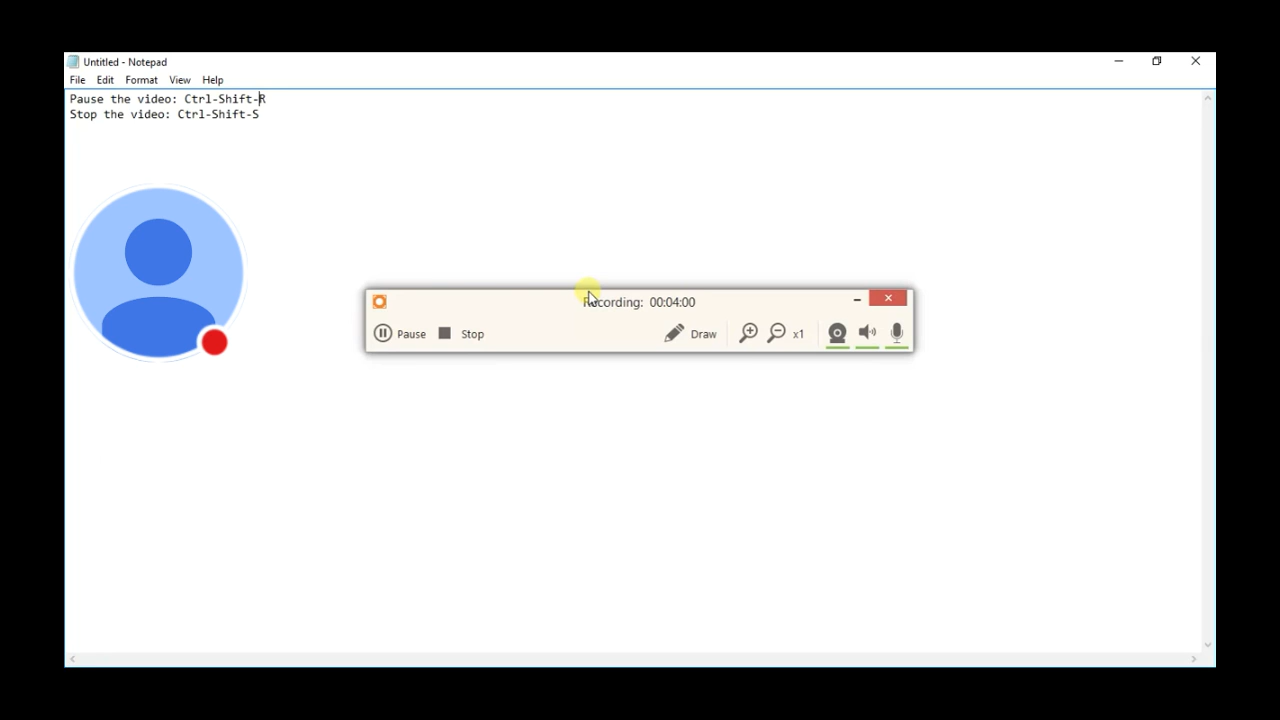 Untitled - Notepad
File Edit Format View Help
Pause the video: Ctrl-Shift-R
Stop the video: Ctrl-Shift-S
Recording: 00:04:00
Pause Stop Draw x1